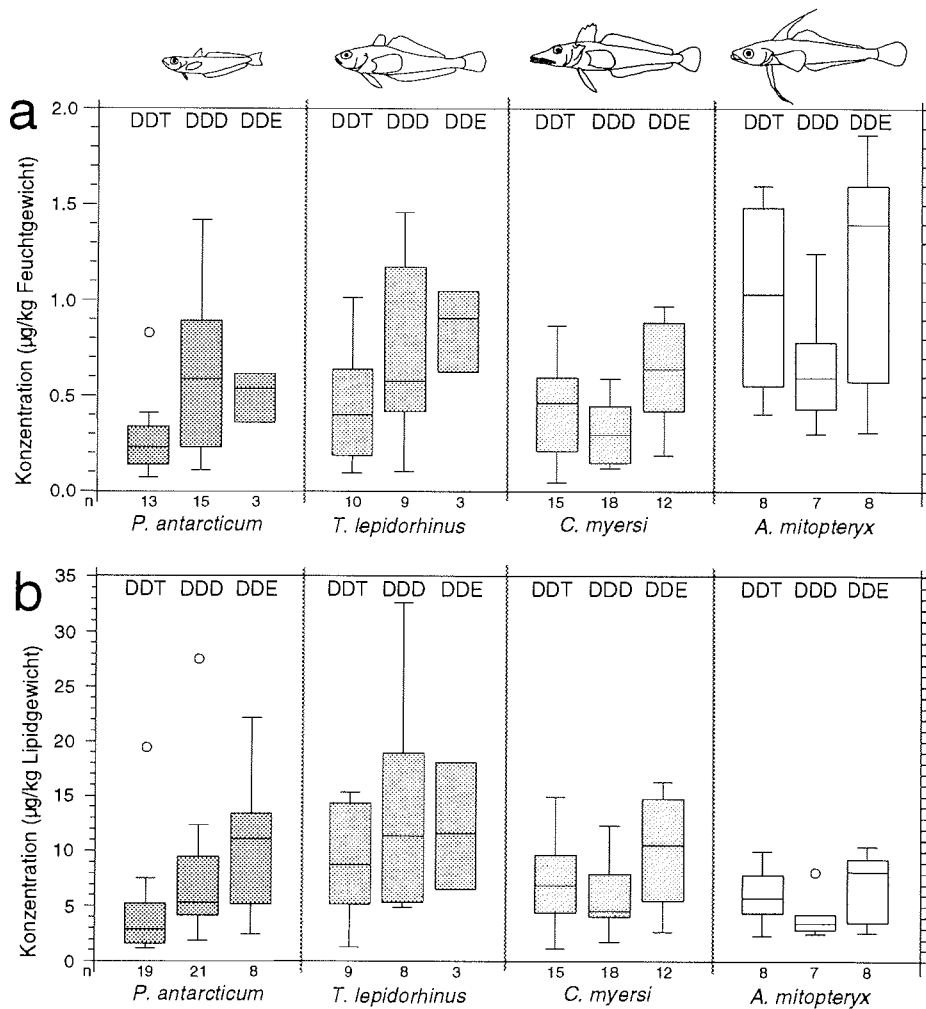 a
Konzentration (µg/kg Feuchtgewicht)
2.0
1.5
1.0
0.5
0.0
DDT DDD DDE DDT DDD DDE DDT DDD DDE DDT DDD DDE
n 13 15 3 10 9 3 15 18 12 8 7 8
P. antarcticum T. lepidorhinus C. myersi A. mitopteryx
b
Konzentration (µg/kg Lipidgewicht)
35
30
25
20
15
10
5
0
DDT DDD DDE DDT DDD DDE DDT DDD DDE DDT DDD DDE
n 19 21 8 9 8 3 15 18 12 8 7 8
P. antarcticum T. lepidorhinus C. myersi A. mitopteryx